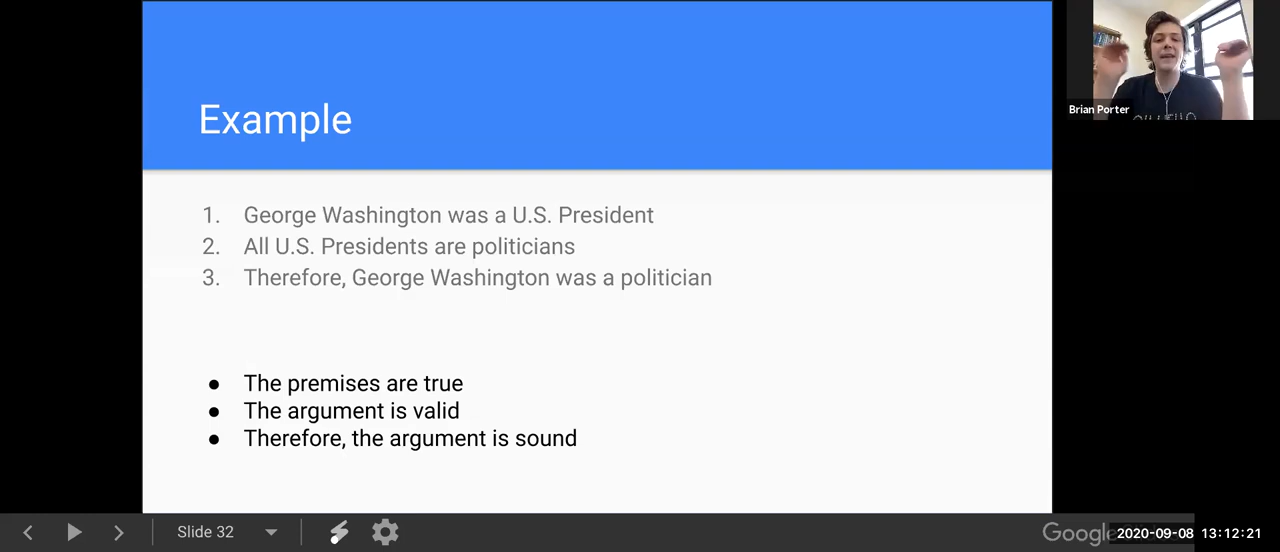 Example
1. George Washington was a U.S. President
2. All U.S. Presidents are politicians
3. Therefore, George Washington was a politician
● The premises are true
● The argument is valid
● Therefore, the argument is sound
Brian Porter
Slide 32
Google
2020-09-08 13:12:21